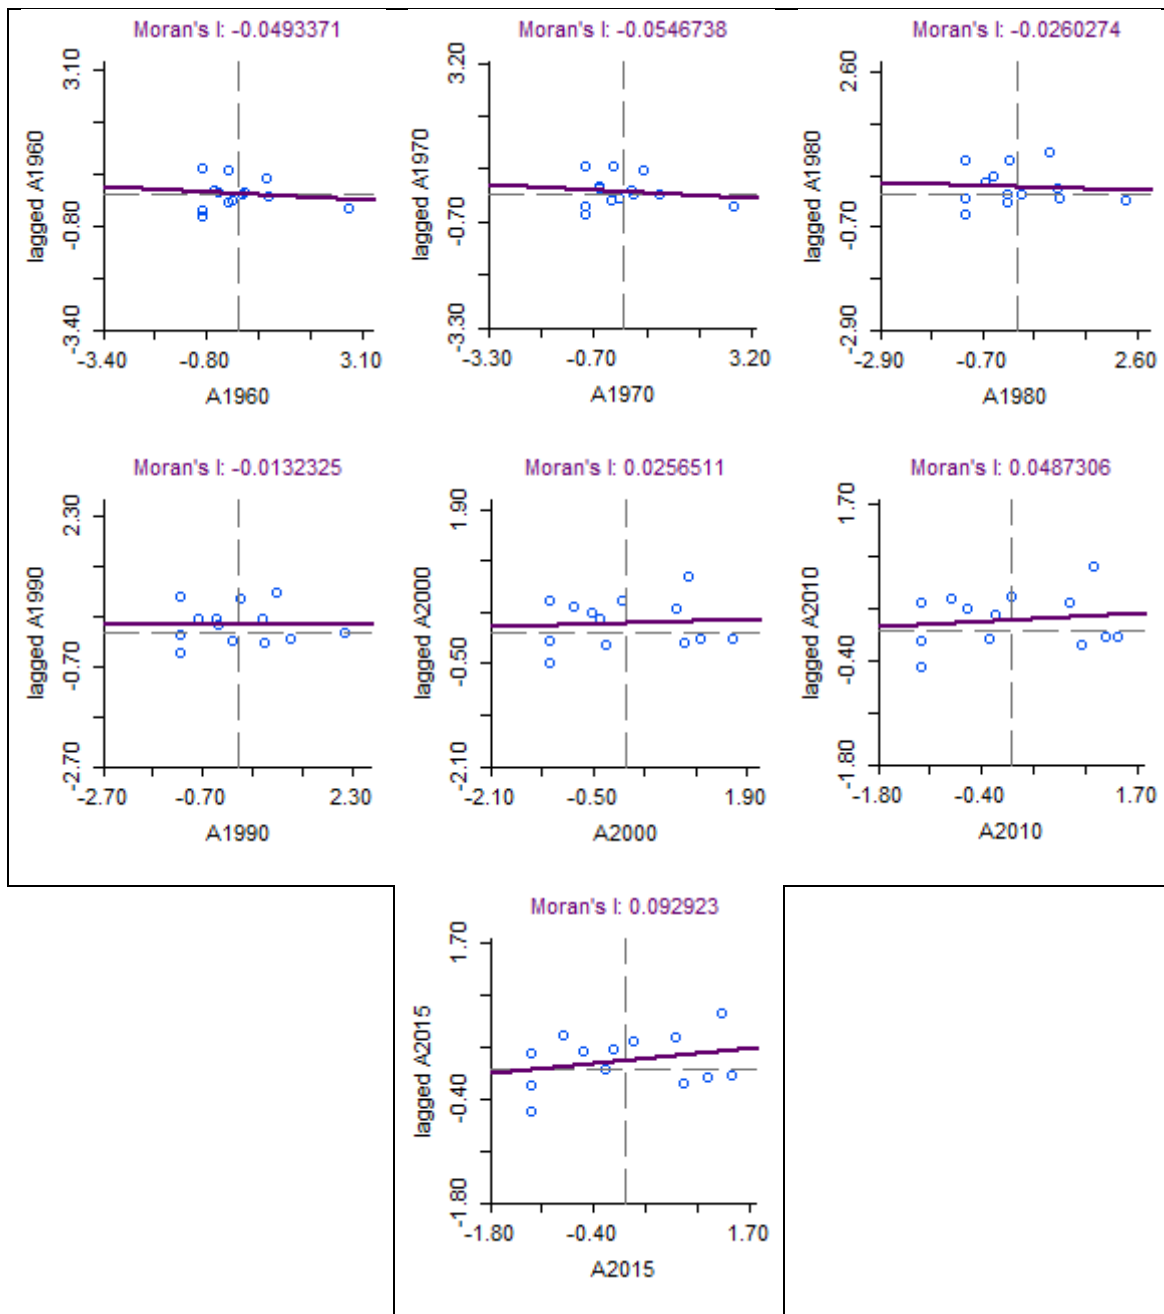 Moran's I: -0.0493371
3.10
-0.80
-3.40
lagged A1960
-3.40 -0.80 3.10
A1960
Moran's I: -0.0546738
3.20
-0.70
-3.30
lagged A1970
-3.30 -0.70 3.20
A1970
Moran's I: -0.0260274
2.60
-0.70
-2.90
lagged A1980
-2.90 -0.70 2.60
A1980
Moran's I: -0.0132325
2.30
-0.70
-2.70
lagged A1990
-2.70 -0.70 2.30
A1990
Moran's I: 0.0256511
1.90
-0.50
-2.10
lagged A2000
-2.10 -0.50 1.90
A2000
Moran's I: 0.0487306
1.70
-0.40
-1.80
lagged A2010
-1.80 -0.40 1.70
A2010
Moran's I: 0.092923
1.70
-0.40
-1.80
lagged A2015
-1.80 -0.40 1.70
A2015